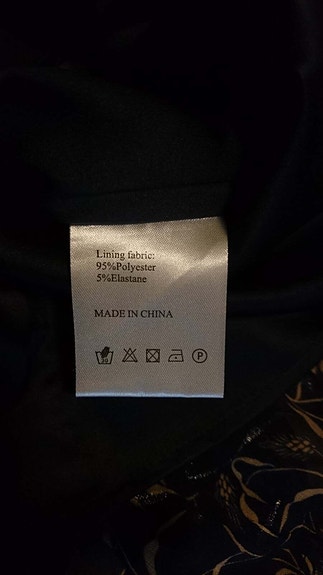 Lining fabric:
95%Polyester
5%Elastane
MADE IN CHINA
P